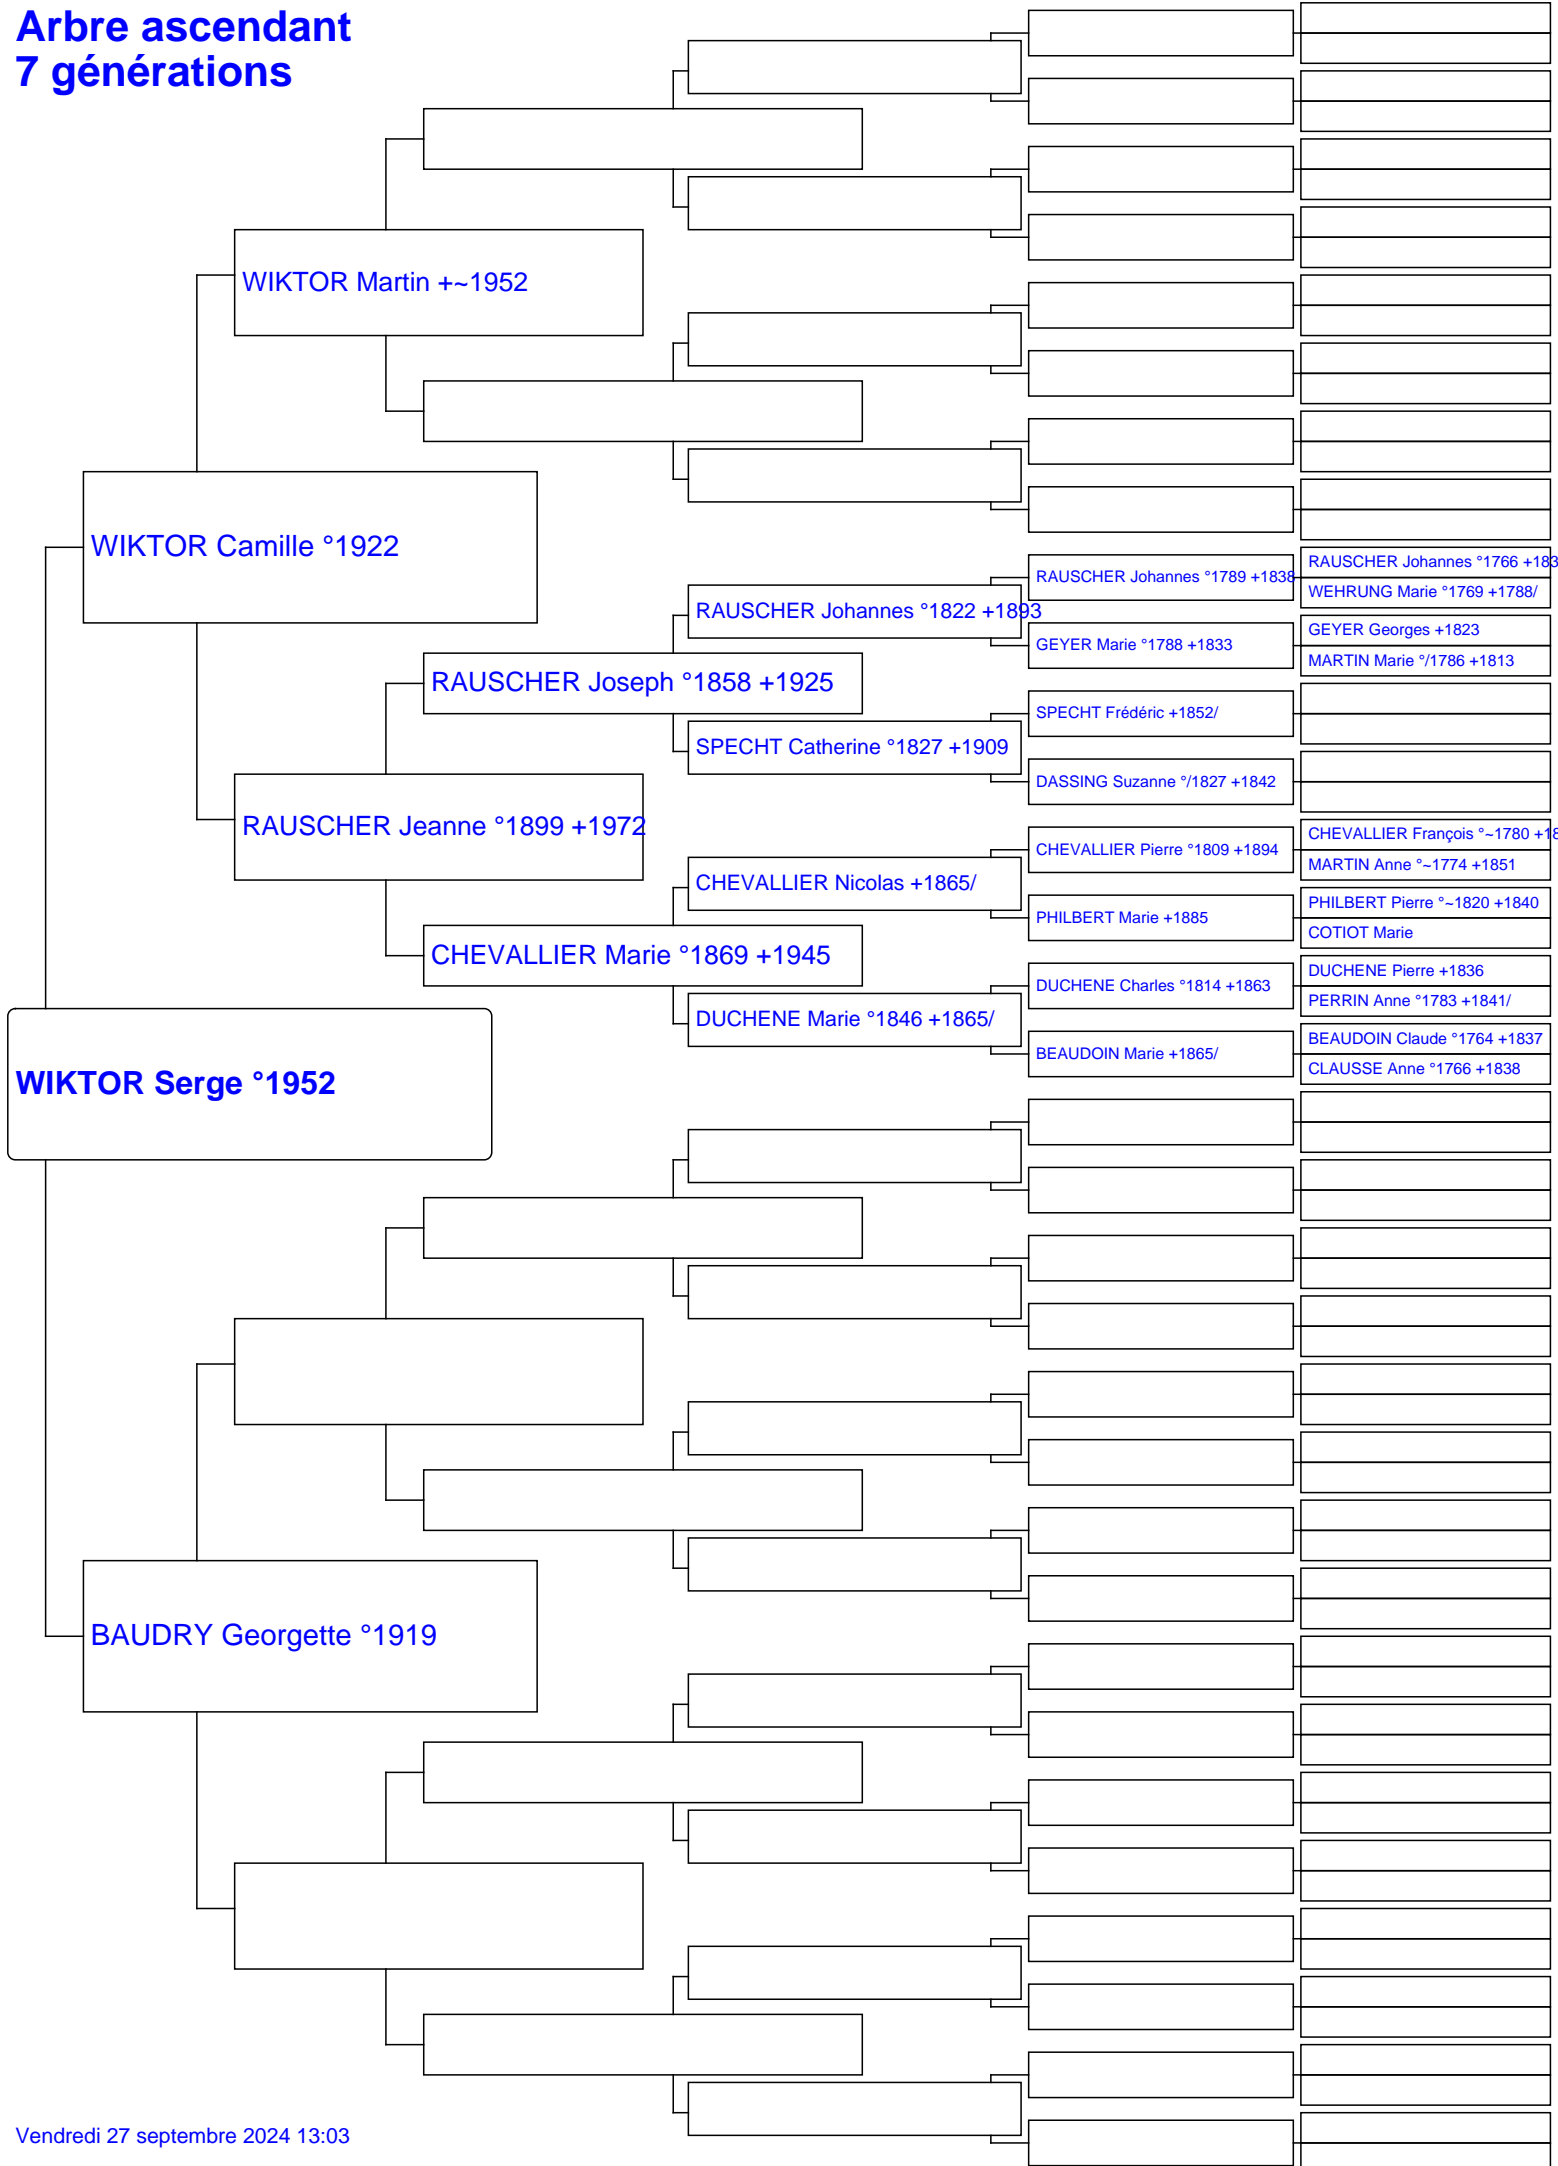 Arbre ascendant
7 générations
WIKTOR Martin +~1952
WIKTOR Camille °1922
RAUSCHER Johannes °1766 +183
RAUSCHER Johannes °1789 +1838
WEHRUNG Marie °1769 +1788/
RAUSCHER Johannes °1822 +1893
GEYER Georges +1823
GEYER Marie °1788 +1833
MARTIN Marie °/1786 +1813
RAUSCHER Joseph °1858 +1925
SPECHT Frédéric +1852/
SPECHT Catherine °1827 +1909
DASSING Suzanne °/1827 +1842
RAUSCHER Jeanne °1899 +1972
CHEVALLIER François °~1780 +18
CHEVALLIER Pierre °1809 +1894
MARTIN Anne °~1774 +1851
CHEVALLIER Nicolas +1865/
PHILBERT Pierre °~1820 +1840
PHILBERT Marie +1885
COTIOT Marie
CHEVALLIER Marie °1869 +1945
DUCHENE Pierre +1836
DUCHENE Charles °1814 +1863
PERRIN Anne °1783 +1841/
DUCHENE Marie °1846 +1865/
BEAUDOIN Claude °1764 +1837
BEAUDOIN Marie +1865/
CLAUSSE Anne °1766 +1838
WIKTOR Serge °1952
BAUDRY Georgette °1919
Vendredi 27 septembre 2024 13:03